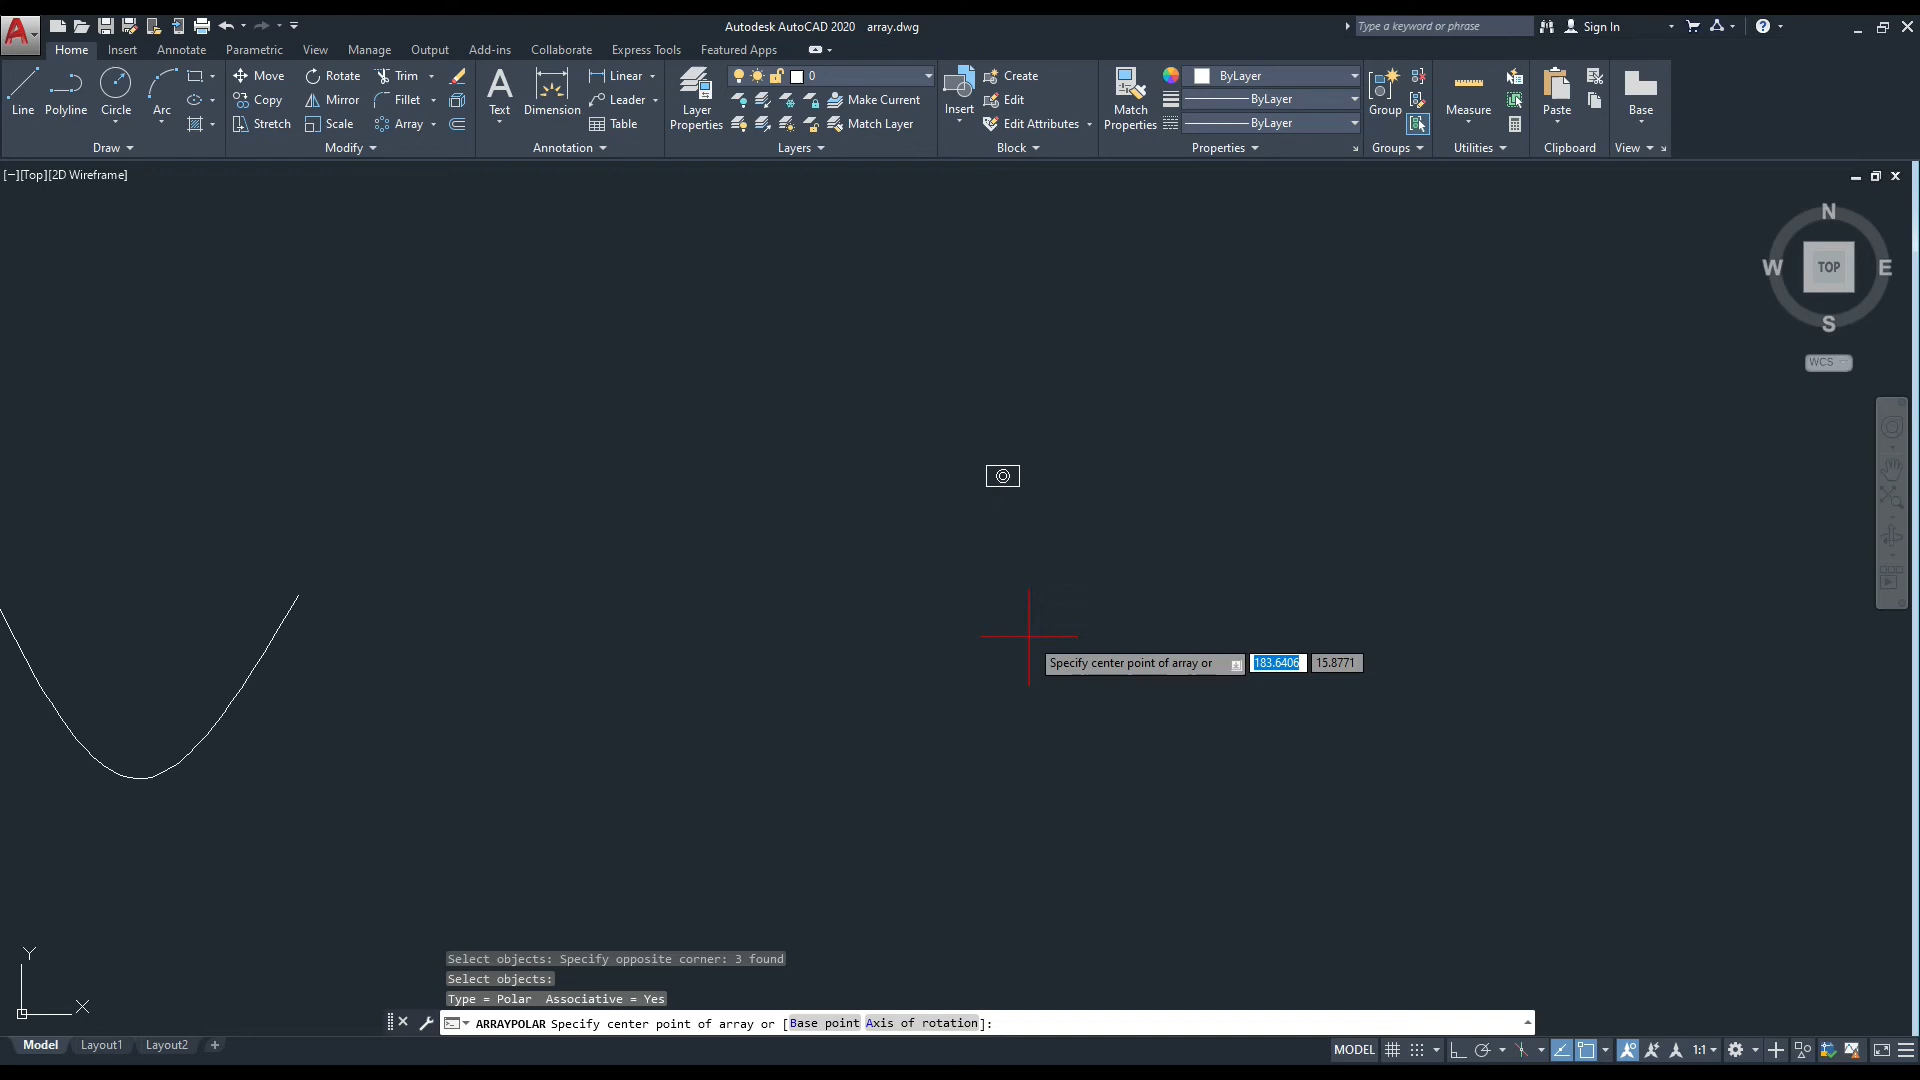 Autodesk AutoCAD 2020 array.dwg
Type a keyword or phrase
Sign In
Home Insert Annotate Parametric View Manage Output Add-ins Collaborate Express Tools Featured Apps
Line
Polyline
Circle
Arc
Draw
Move
Rotate
Trim
Copy
Mirror
Fillet
Stretch
Scale
Array
Modify
Text
Dimension
Linear
Leader
Table
Annotation
Layer
Properties
0
Make Current
Match Layer
Layers
Insert
Create
Edit
Edit Attributes
Block
Match
Properties
ByLayer
ByLayer
ByLayer
Properties
Group
Groups
Measure
Utilities
Paste
Clipboard
Base
View
[−][Top][2D Wireframe]
N
W
TOP
E
S
WCS
Specify center point of array or
183.6406
15.8771
Y
X
Select objects: Specify opposite corner: 3 found
Select objects:
Type = Polar  Associative = Yes
ARRAYPOLAR Specify center point of array or [Base point Axis of rotation]:
Model Layout1 Layout2
MODEL
1:1